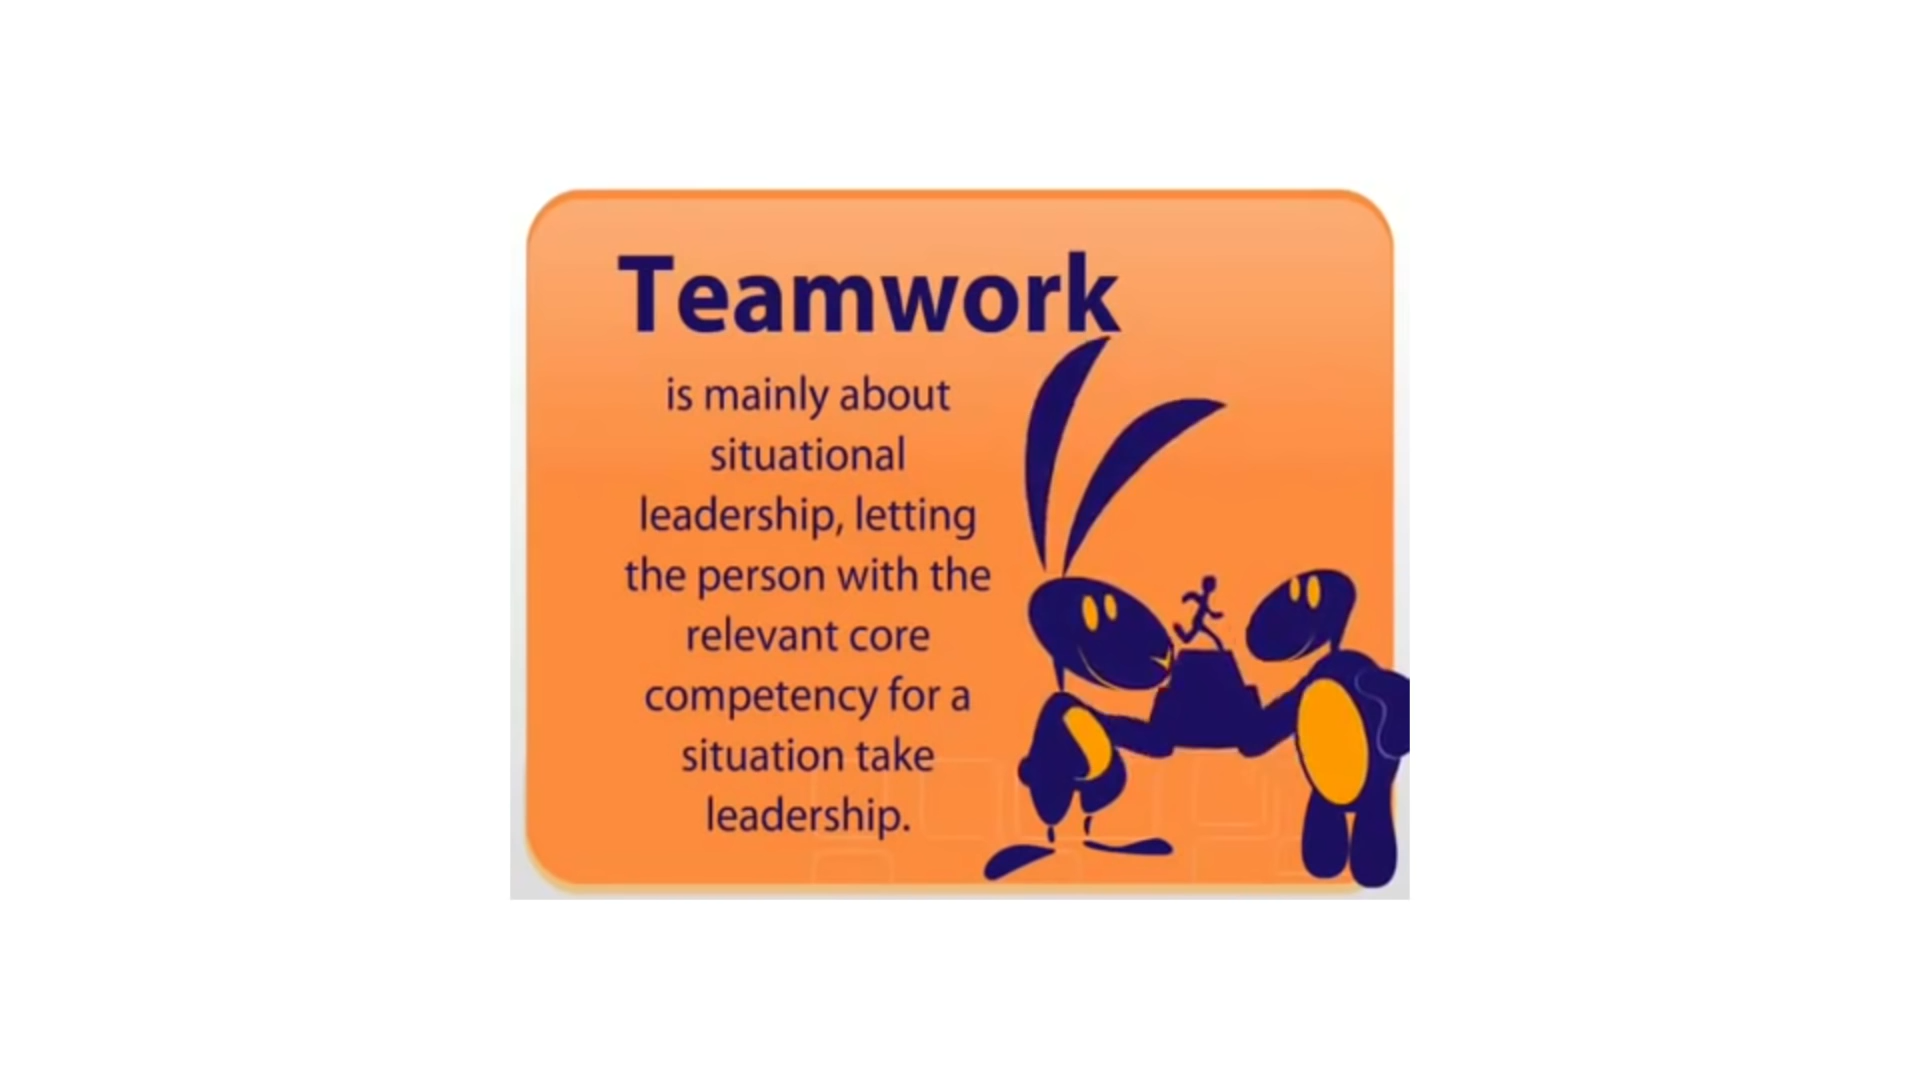 Teamwork
is mainly about
situational
leadership, letting
the person with the
relevant core
competency for a
situation take
leadership.